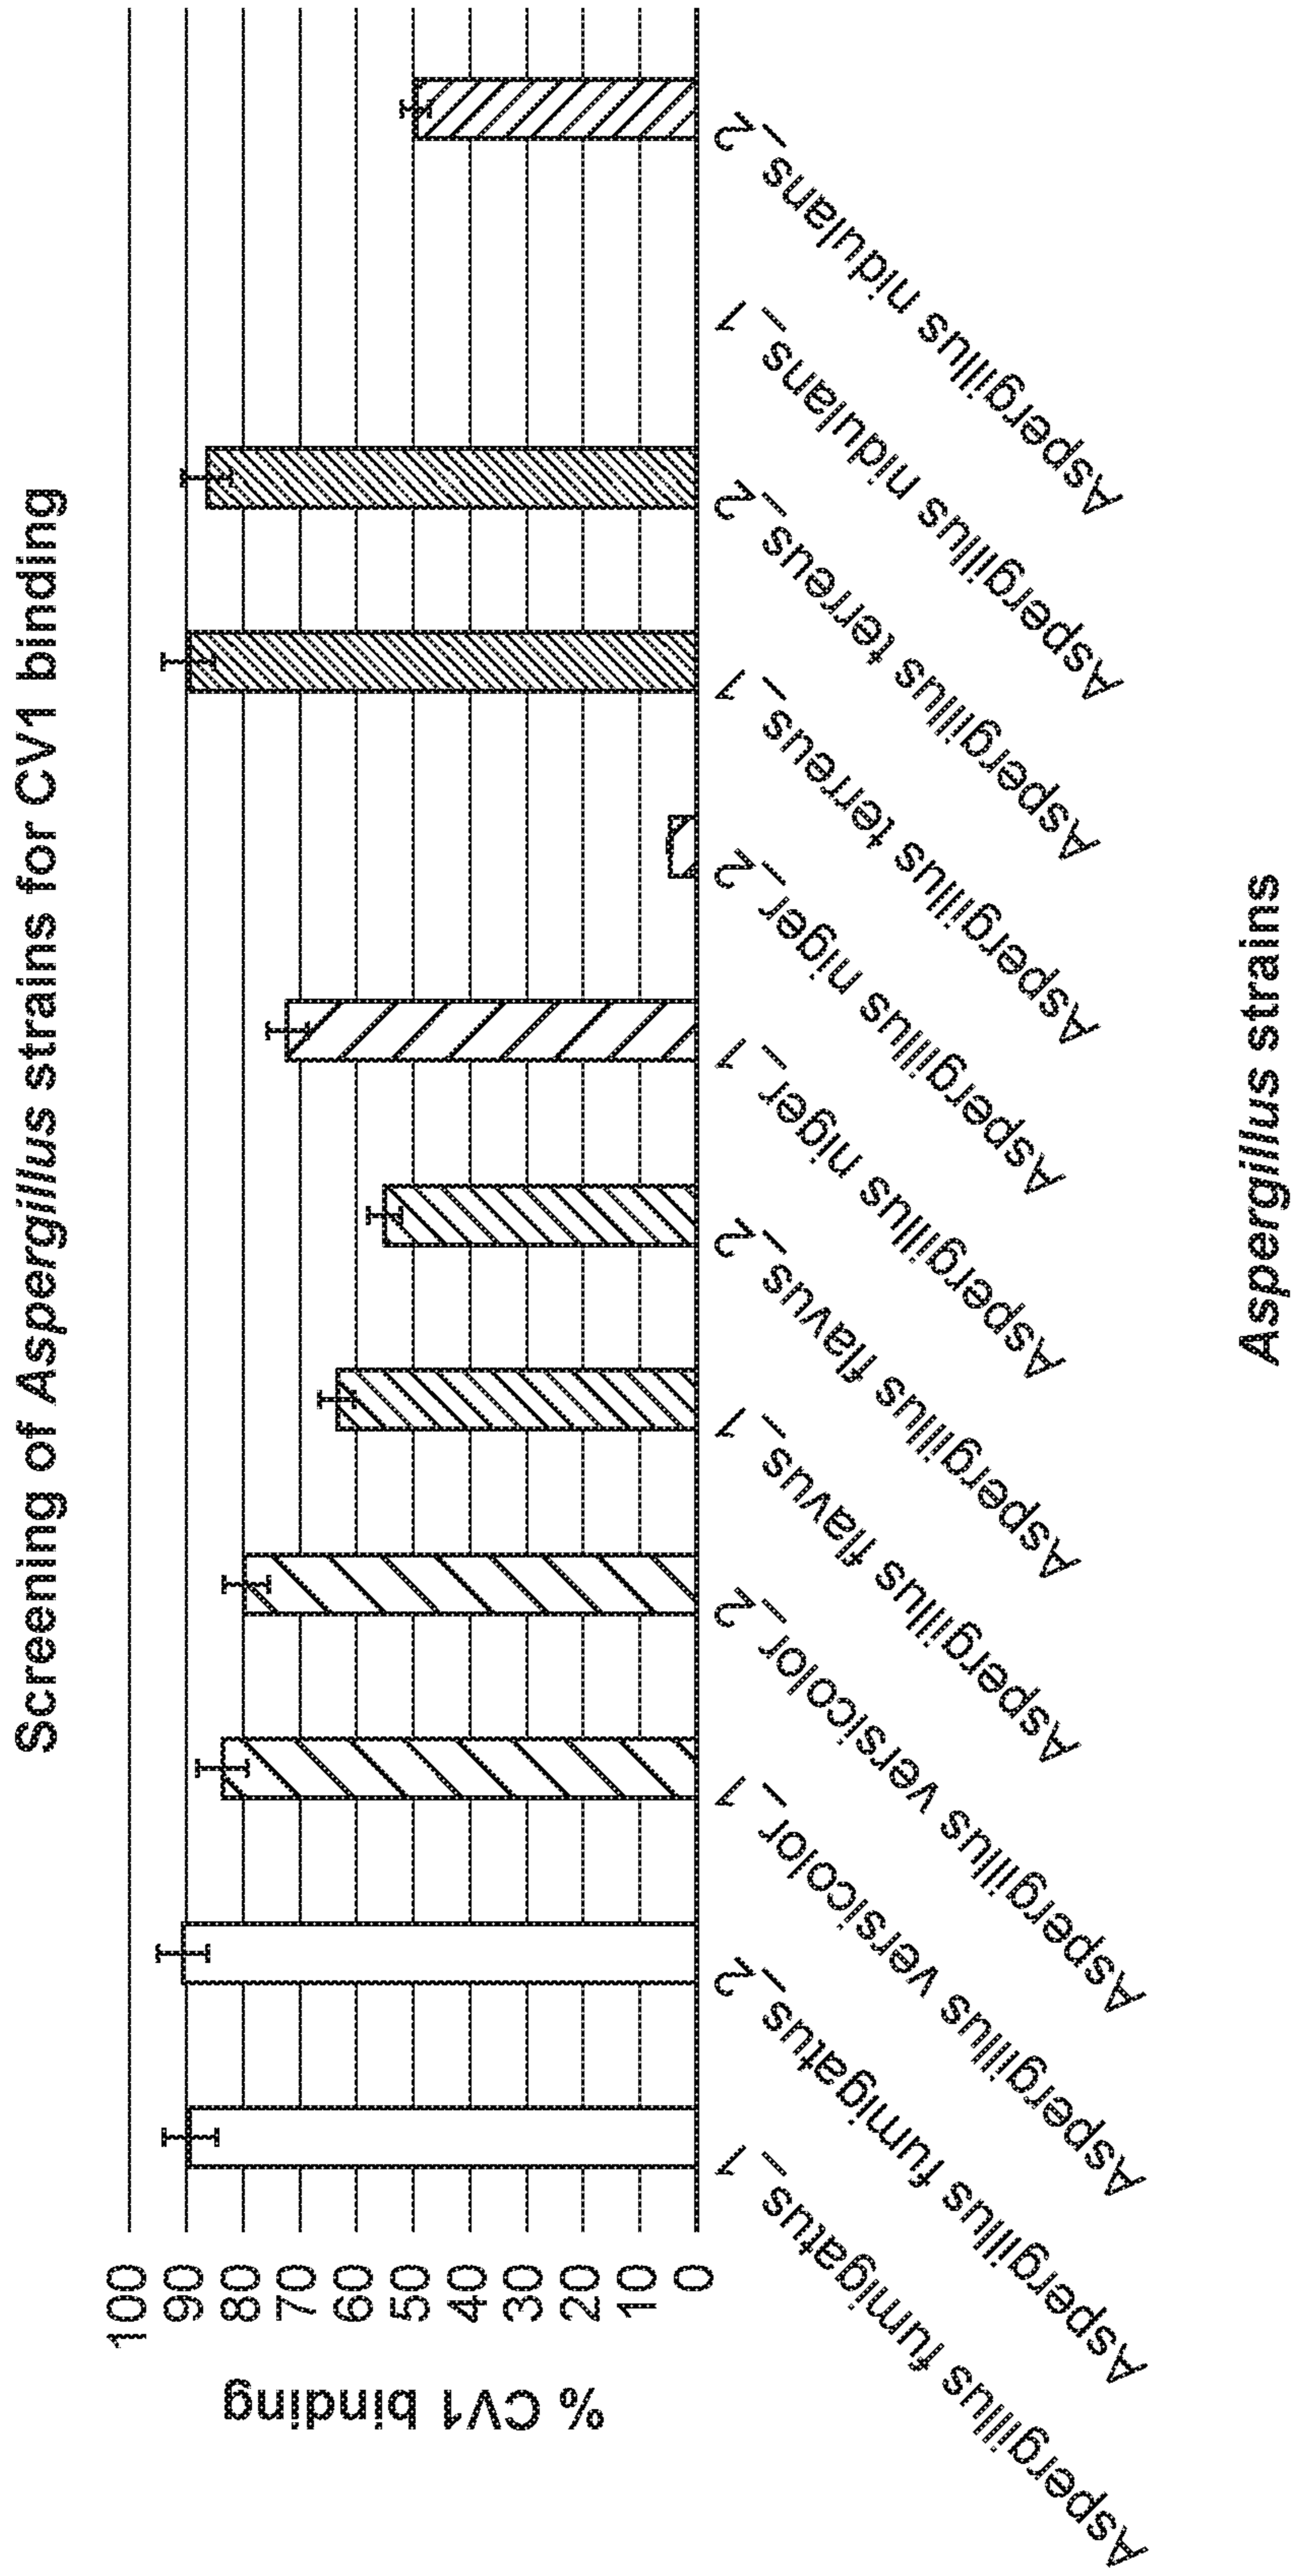 Screening of Aspergillus strains for CV1 binding
% CV1 binding
100
90
80
70
60
50
40
30
20
10
0
Aspergillus fumigatus_1
Aspergillus fumigatus_2
Aspergillus versicolor_1
Aspergillus versicolor_2
Aspergillus flavus_1
Aspergillus flavus_2
Aspergillus niger_1
Aspergillus niger_2
Aspergillus terreus_1
Aspergillus terreus_2
Aspergillus nidulans_1
Aspergillus nidulans_2
Aspergillus strains